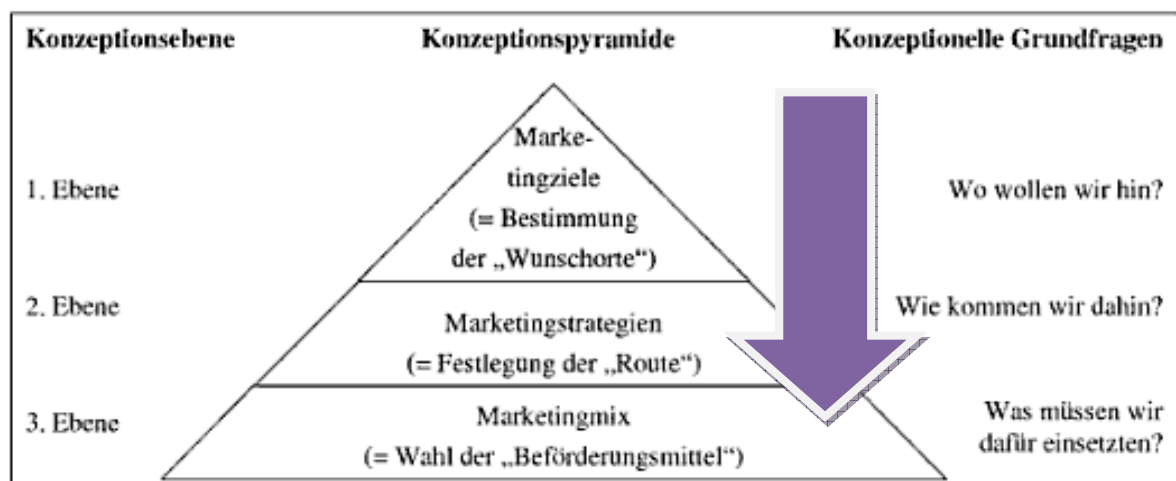 Konzeptionsebene Konzeptionspyramide Konzeptionelle Grundfragen
Marke-
tingziele
1. Ebene Wo wollen wir hin?
(= Bestimmung
der „Wunschorte“)
2. Ebene Wie kommen wir dahin?
Marketingstrategien
(= Festlegung der „Route“)
3. Ebene Marketingmix Was müssen wir
(= Wahl der „Beförderungsmittel“) dafür einsetzten?